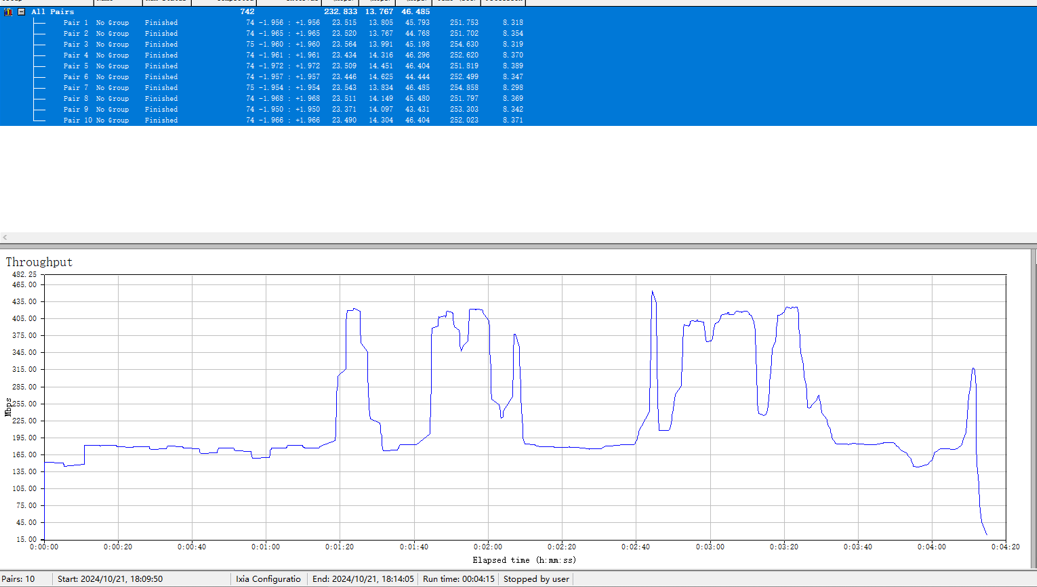 All Pairs 742 232.833 13.767 46.485
Pair 1 No Group Finished 74 -1.956 : +1.956 23.515 13.805 45.793 251.753 8.318
Pair 2 No Group Finished 74 -1.965 : +1.965 23.520 13.767 44.768 251.702 8.354
Pair 3 No Group Finished 75 -1.960 : +1.960 23.564 13.991 45.198 254.630 8.319
Pair 4 No Group Finished 74 -1.961 : +1.961 23.434 14.316 46.296 252.620 8.370
Pair 5 No Group Finished 74 -1.972 : +1.972 23.509 14.451 46.404 251.819 8.389
Pair 6 No Group Finished 74 -1.957 : +1.957 23.446 14.625 44.444 252.499 8.347
Pair 7 No Group Finished 75 -1.954 : +1.954 23.543 13.834 46.485 254.858 8.298
Pair 8 No Group Finished 74 -1.968 : +1.968 23.511 14.149 45.480 251.797 8.369
Pair 9 No Group Finished 74 -1.950 : +1.950 23.371 14.097 43.431 253.303 8.342
Pair 10 No Group Finished 74 -1.966 : +1.966 23.490 14.304 46.404 252.023 8.371
Throughput
482.25
465.00
435.00
405.00
375.00
345.00
315.00
285.00
255.00
225.00
195.00
165.00
135.00
105.00
75.00
45.00
15.00
Mbps
0:00:00 0:00:20 0:00:40 0:01:00 0:01:20 0:01:40 0:02:00 0:02:20 0:02:40 0:03:00 0:03:20 0:03:40 0:04:00 0:04:20
Elapsed time (h:mm:ss)
Pairs: 10 Start: 2024/10/21, 18:09:50 Ixia Configuratio End: 2024/10/21, 18:14:05 Run time: 00:04:15 Stopped by user